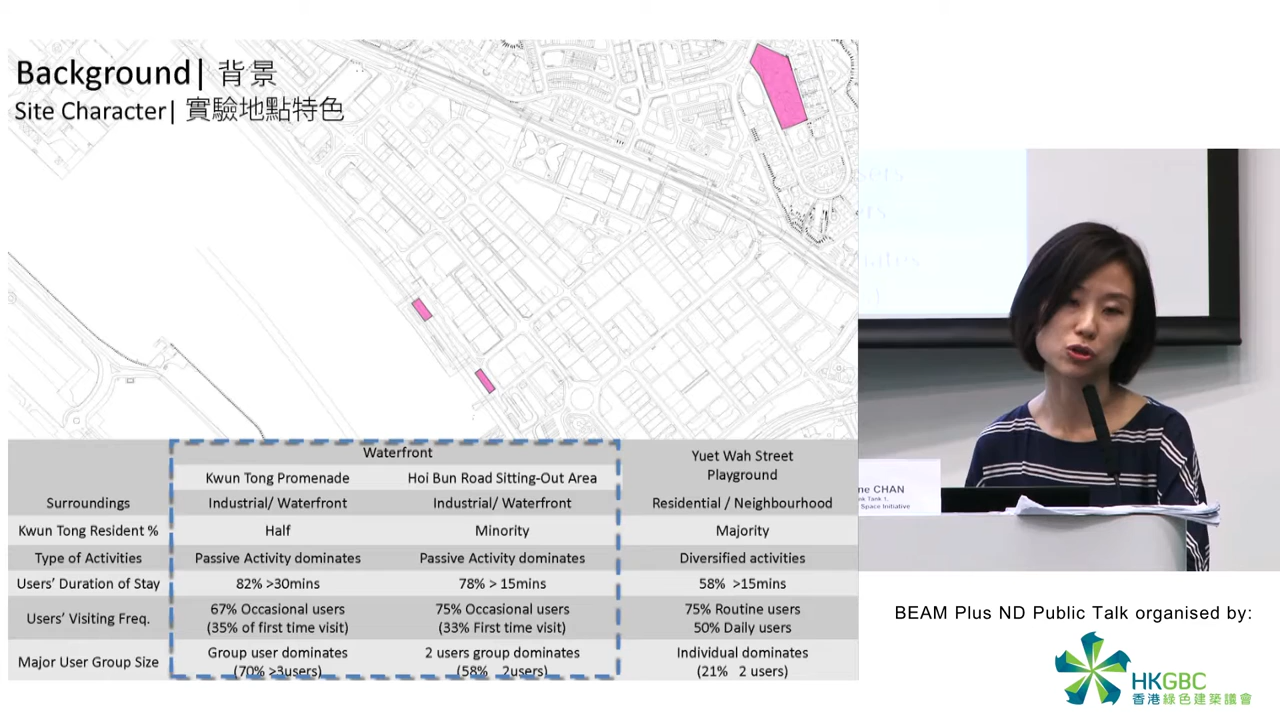 Background| 背景
Site Character| 實驗地點特色
Waterfront
Yuet Wah Street
Playground
Kwun Tong Promenade
Hoi Bun Road Sitting-Out Area
Surroundings
Industrial/ Waterfront
Industrial/ Waterfront
Residential / Neighbourhood
Kwun Tong Resident %
Half
Minority
Majority
Type of Activities
Passive Activity dominates
Passive Activity dominates
Diversified activities
Users' Duration of Stay
82% >30mins
78% > 15mins
58% >15mins
Users' Visiting Freq.
67% Occasional users
(35% of first time visit)
75% Occasional users
(33% First time visit)
75% Routine users
50% Daily users
Major User Group Size
Group user dominates
(70% >3users)
2 users group dominates
(58% 2users)
Individual dominates
(21% 2 users)
CHAN
Space Initiative
BEAM Plus ND Public Talk organised by:
HKGBC
香港綠色建築議會